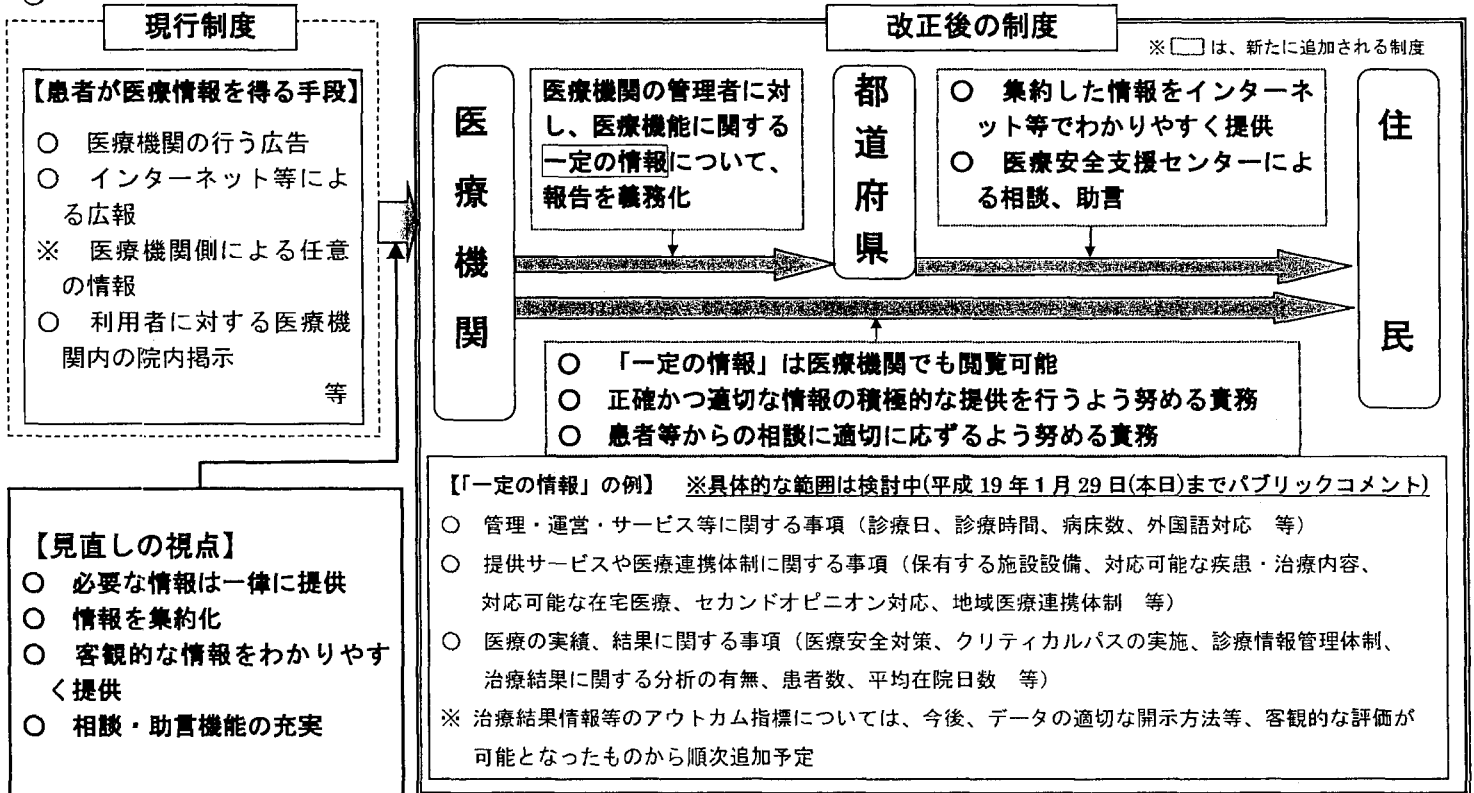 ○
現行制度
【患者が医療情報を得る手段】
○ 医療機関の行う広告
○ インターネット等によ
る広報
※ 医療機関側による任意
の情報
○ 利用者に対する医療機
関内の院内掲示
等
【見直しの視点】
○ 必要な情報は一律に提供
○ 情報を集約化
○ 客観的な情報をわかりやす
く提供
○ 相談・助言機能の充実
改正後の制度
※ は、新たに追加される制度
医療機関
医療機関の管理者に対
し、医療機能に関する
一定の情報について、
報告を義務化
都道府県
○ 集約した情報をインターネ
ット等でわかりやすく提供
○ 医療安全支援センターによ
る相談、助言
住民
○ 「一定の情報」は医療機関でも閲覧可能
○ 正確かつ適切な情報の積極的な提供を行うよう努める責務
○ 患者等からの相談に適切に応ずるよう努める責務
【「一定の情報」の例】 ※具体的な範囲は検討中(平成 19 年 1 月 29 日(本日)までパブリックコメント)
○ 管理・運営・サービス等に関する事項（診療日、診療時間、病床数、外国語対応 等）
○ 提供サービスや医療連携体制に関する事項（保有する施設設備、対応可能な疾患・治療内容、
対応可能な在宅医療、セカンドオピニオン対応、地域医療連携体制 等）
○ 医療の実績、結果に関する事項（医療安全対策、クリティカルパスの実施、診療情報管理体制、
治療結果に関する分析の有無、患者数、平均在院日数 等）
※ 治療結果情報等のアウトカム指標については、今後、データの適切な開示方法等、客観的な評価が
可能となったものから順次追加予定